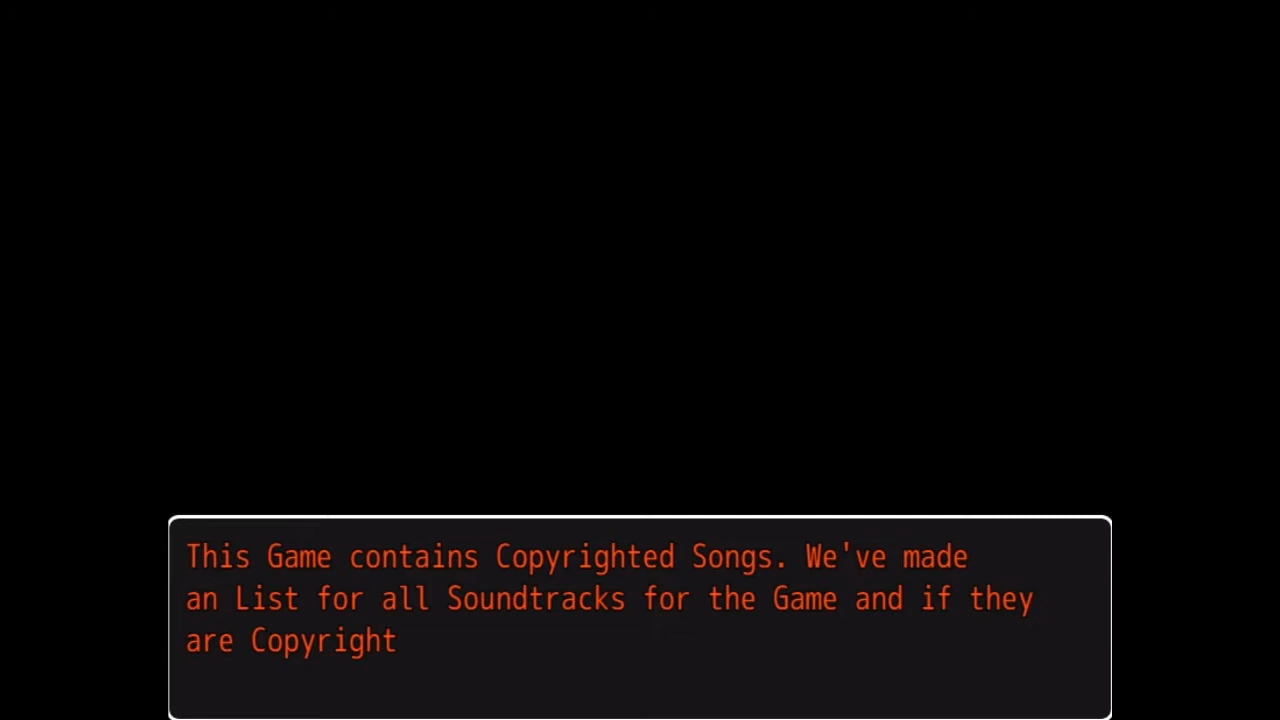 This Game contains Copyrighted Songs. We've made
an List for all Soundtracks for the Game and if they
are Copyright